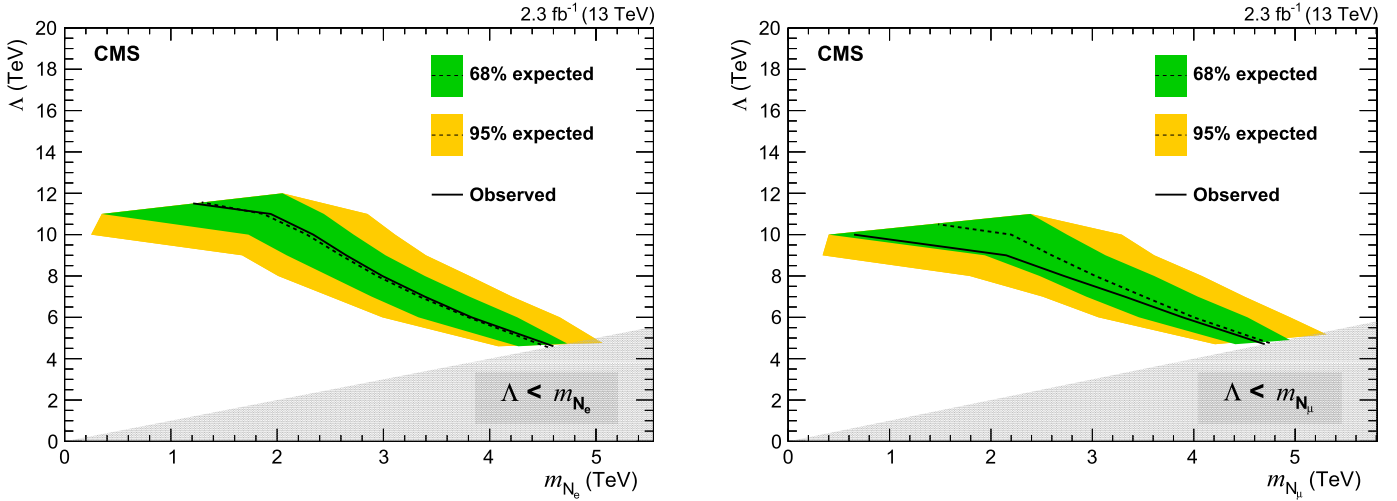 2.3 fb⁻¹ (13 TeV)
CMS
68% expected
95% expected
Observed
Λ < m_Ne
Λ (TeV)
20
18
16
14
12
10
8
6
4
2
0
0 1 2 3 4 5
m_Ne (TeV)
2.3 fb⁻¹ (13 TeV)
CMS
68% expected
95% expected
Observed
Λ < m_Nμ
Λ (TeV)
20
18
16
14
12
10
8
6
4
2
0
0 1 2 3 4 5
m_Nμ (TeV)